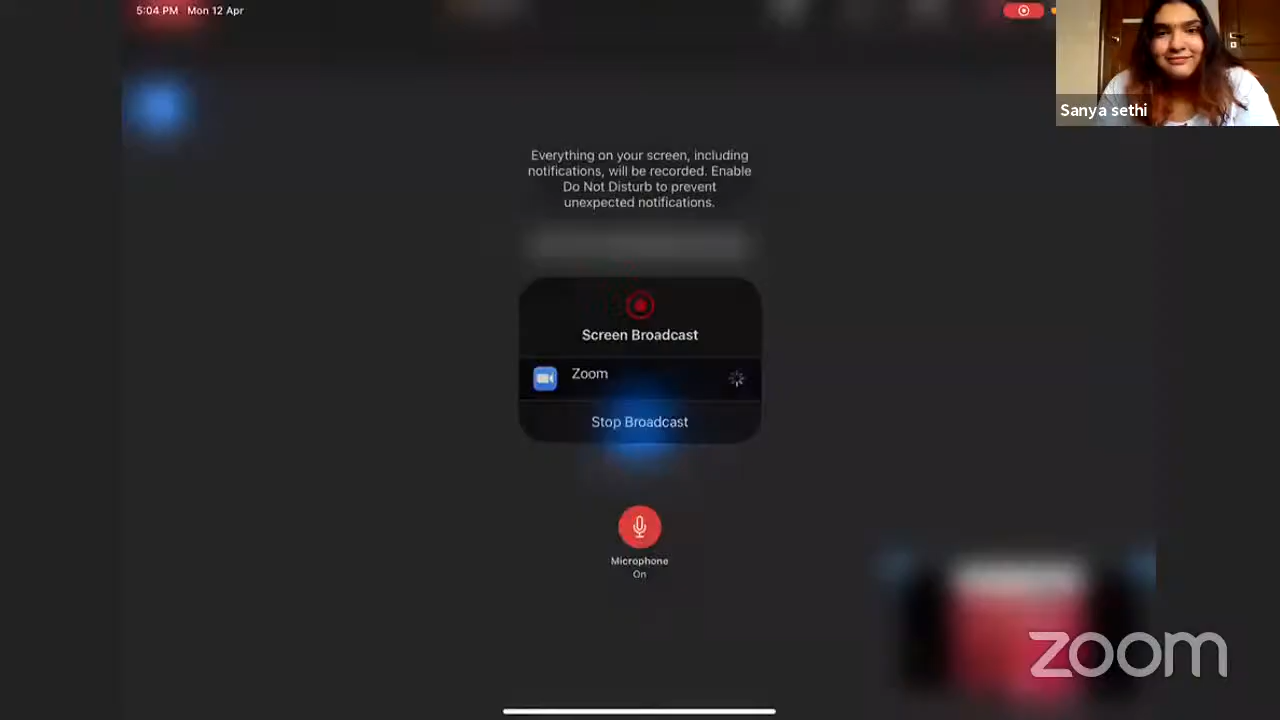 5:04 PM Mon 12 Apr
Sanya sethi
Everything on your screen, including
notifications, will be recorded. Enable
Do Not Disturb to prevent
unexpected notifications.
Screen Broadcast
Zoom
Stop Broadcast
Microphone
On
zoom